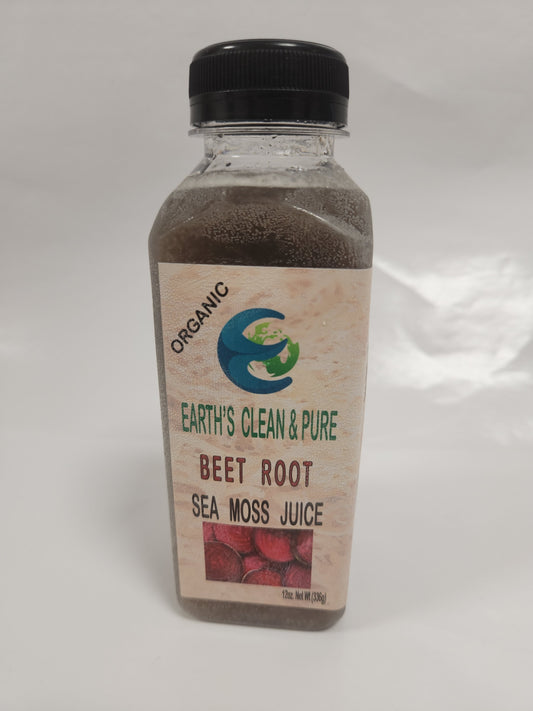 ORGANIC
EARTH'S CLEAN & PURE
BEET ROOT
SEA MOSS JUICE
12oz. Net Wt (336g)